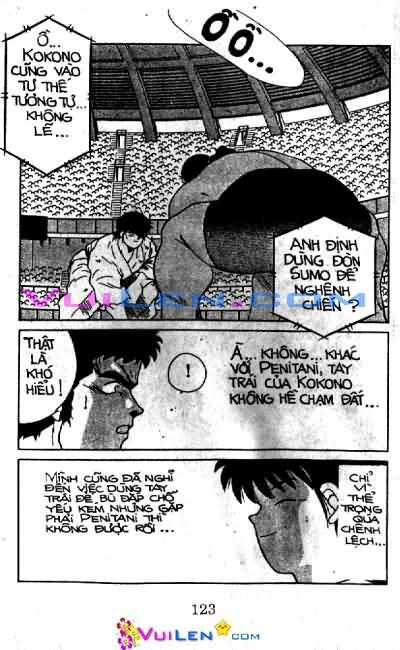 Ồ...
KOKONO
CŨNG VÀO
TƯ THẾ
TƯƠNG TỰ...
KHÔNG
LẼ...
Ồ Ồ...
ANH ĐỊNH
DÙNG ĐÒN
SUMO ĐỂ
NGHÊNH
CHIẾN ?
VuiLen.com
THẬT
LÀ
KHÓ
HIỂU!
!
À... KHÔNG... KHÁC
VỚI PENITANI, TAY
TRÁI CỦA KOKONO
KHÔNG HỀ CHẠM ĐẤT...
MÌNH CŨNG ĐÃ NGHĨ
ĐẾN VIỆC DÙNG TAY
TRÁI ĐỂ BÙ ĐẮP CHỖ
YẾU KÉM NHƯNG GẶP
PHẢI PENITANI THÌ
KHÔNG ĐƯỢC RỒI...
CHỈ
VÌ
THỂ
TRỌNG
QUÁ
CHÊNH
LỆCH...
123
VuiLen.com